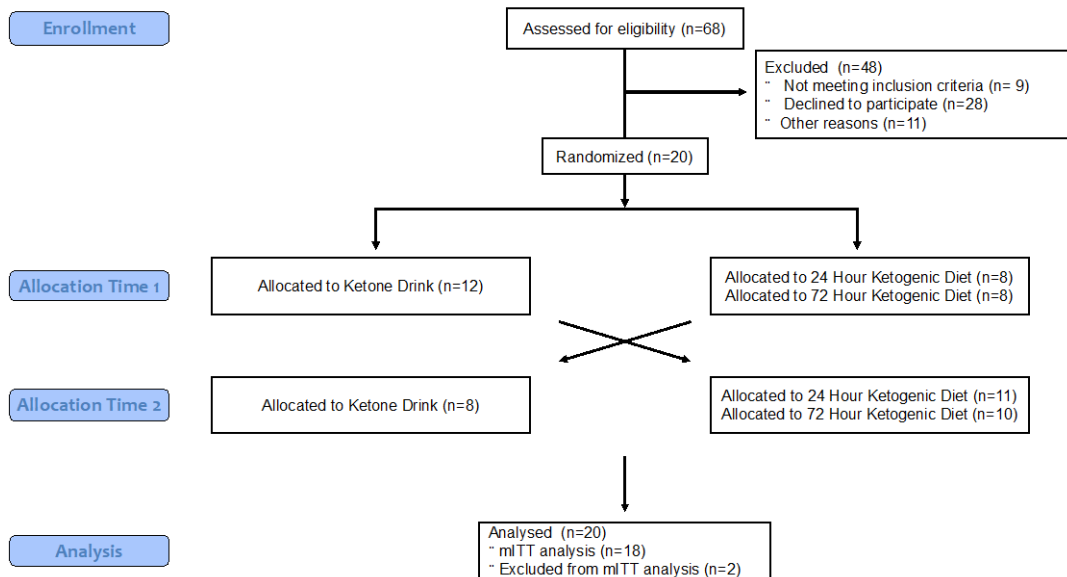 Enrollment
Assessed for eligibility (n=68)
Excluded (n=48)
¨ Not meeting inclusion criteria (n= 9)
¨ Declined to participate (n=28)
¨ Other reasons (n=11)
Randomized (n=20)
Allocation Time 1
Allocated to Ketone Drink (n=12)
Allocated to 24 Hour Ketogenic Diet (n=8)
Allocated to 72 Hour Ketogenic Diet (n=8)
Allocation Time 2
Allocated to Ketone Drink (n=8)
Allocated to 24 Hour Ketogenic Diet (n=11)
Allocated to 72 Hour Ketogenic Diet (n=10)
Analysis
Analysed (n=20)
¨ mITT analysis (n=18)
¨ Excluded from mITT analysis (n=2)